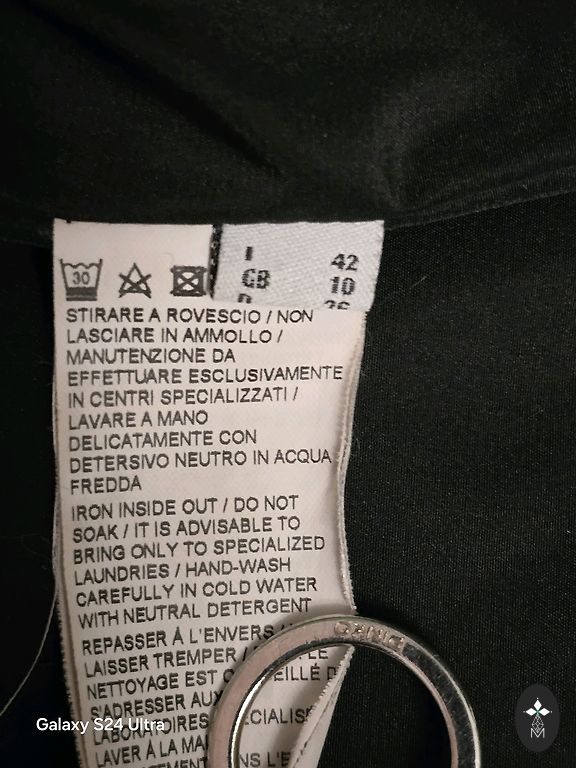 30
I 42
GB 10
D 36
STIRARE A ROVESCIO / NON
LASCIARE IN AMMOLLO /
MANUTENZIONE DA
EFFETTUARE ESCLUSIVAMENTE
IN CENTRI SPECIALIZZATI /
LAVARE A MANO
DELICATAMENTE CON
DETERSIVO NEUTRO IN ACQUA
FREDDA
IRON INSIDE OUT / DO NOT
SOAK / IT IS ADVISABLE TO
BRING ONLY TO SPECIALIZED
LAUNDRIES / HAND-WASH
CAREFULLY IN COLD WATER
WITH NEUTRAL DETERGENT
REPASSER À L'ENVERS /
LAISSER TREMPER /
NETTOYAGE EST
S'ADRESSER AUX
LAVER À LA
Galaxy S24 Ultra
M